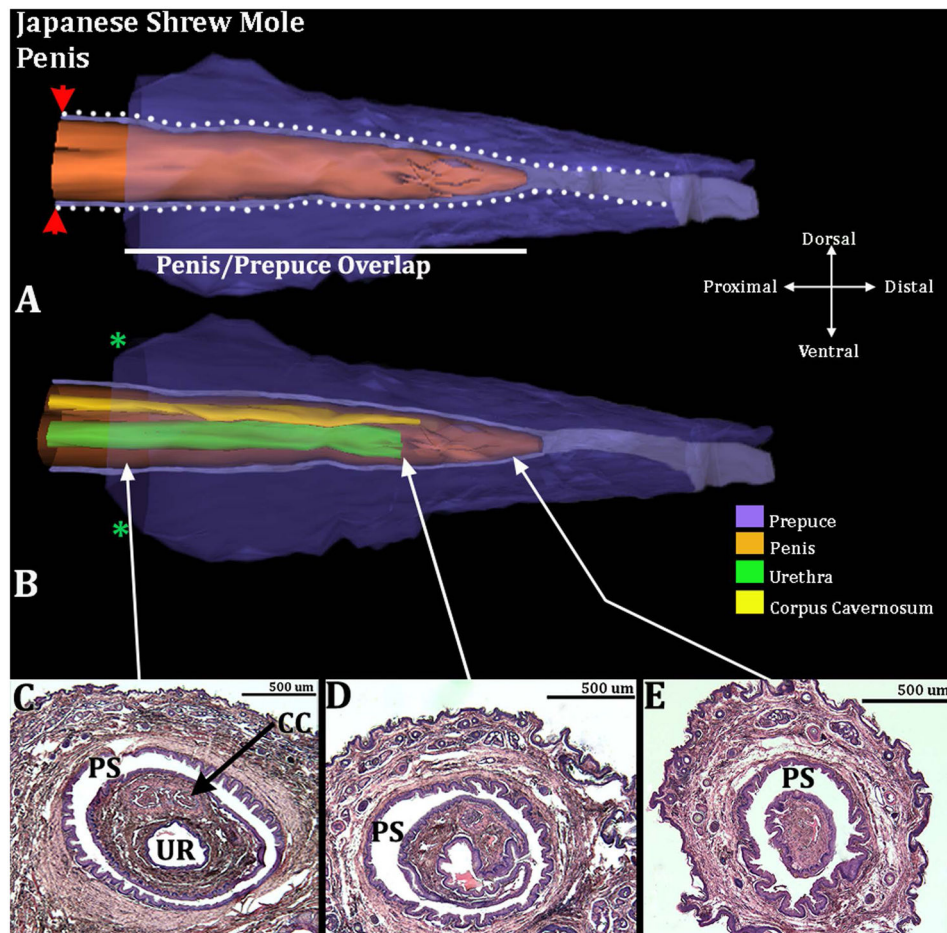 Japanese Shrew Mole
Penis
Penis/Prepuce Overlap
A
Dorsal
Proximal
Distal
Ventral
*
*
B
Prepuce
Penis
Urethra
Corpus Cavernosum
C
500 um
CC
PS
UR
D
500 um
PS
E
500 um
PS